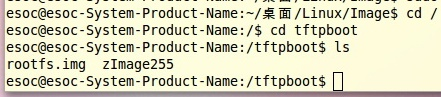 esoc@esoc-System-Product-Name:~/桌面/Linux/Image$ cd /
esoc@esoc-System-Product-Name:/$ cd tftpboot
esoc@esoc-System-Product-Name:/tftpboot$ ls
rootfs.img  zImage255
esoc@esoc-System-Product-Name:/tftpboot$